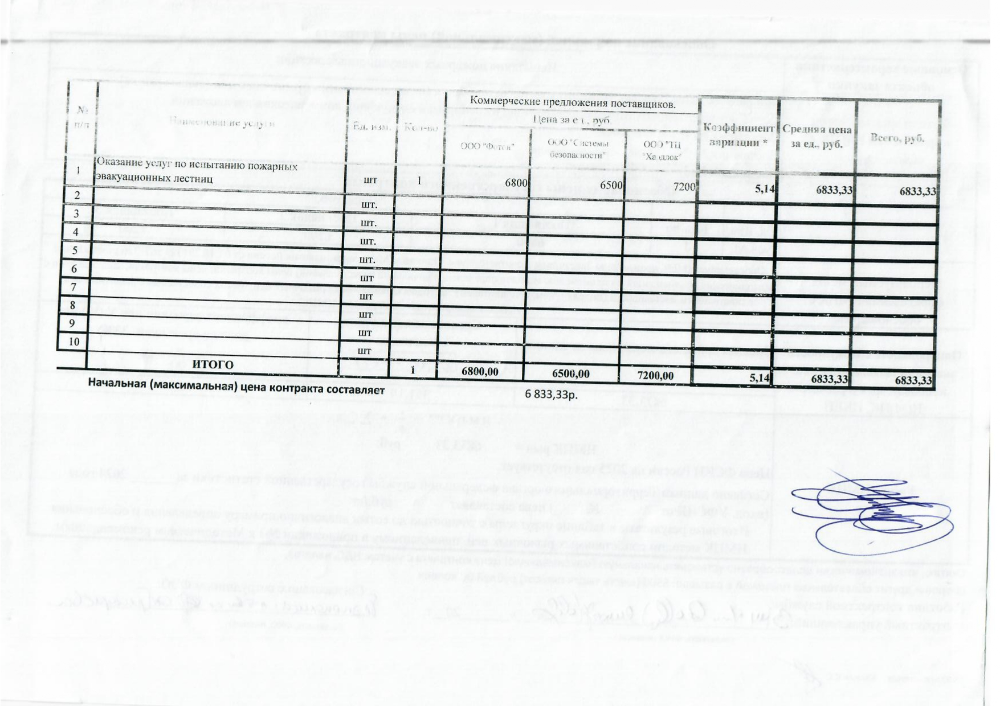 № п/п Наименование услуги Ед. изм. Кол-во Коммерческие предложения поставщиков. Коэффициент вариации * Средняя цена за ед., руб. Всего, руб.
Цена за ед., руб.
ООО "Фотон" ООО "Системы безопасности" ООО "ТЦ
1 Оказание услуг по испытанию пожарных
эвакуационных лестниц шт 1 6800 6500 7200 5,14 6833,33 6833,33
2 шт.
3 шт.
4 шт.
5 шт.
6 шт
7 шт
8 шт
9 шт
10 шт
ИТОГО 1 6800,00 6500,00 7200,00 5,14 6833,33 6833,33
Начальная (максимальная) цена контракта составляет 6 833,33р.